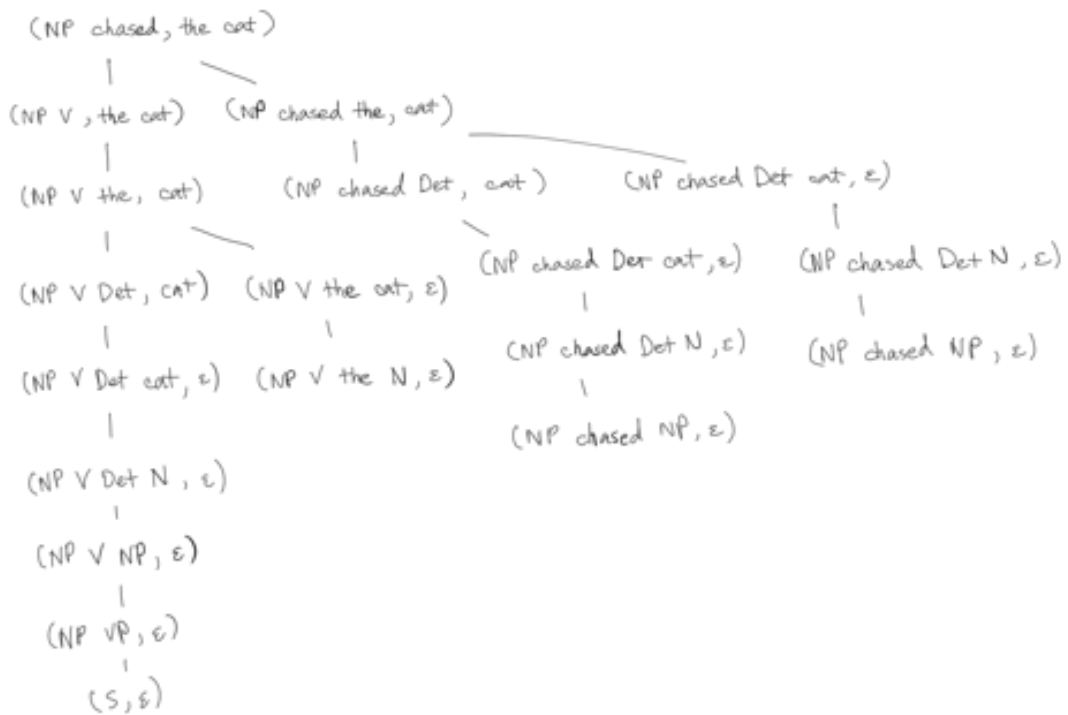 (NP chased, the cat)
(NP V, the cat) (NP chased the, cat)
(NP V the, cat) (NP chased Det, cat) (NP chased Det cat, ε)
(NP V Det, cat) (NP V the cat, ε) (NP chased Der cat, ε) (NP chased Det N, ε)
(NP V Det cat, ε) (NP V the N, ε) (NP chased Det N, ε) (NP chased NP, ε)
(NP chased NP, ε)
(NP V Det N, ε)
(NP V NP, ε)
(NP VP, ε)
(S, ε)